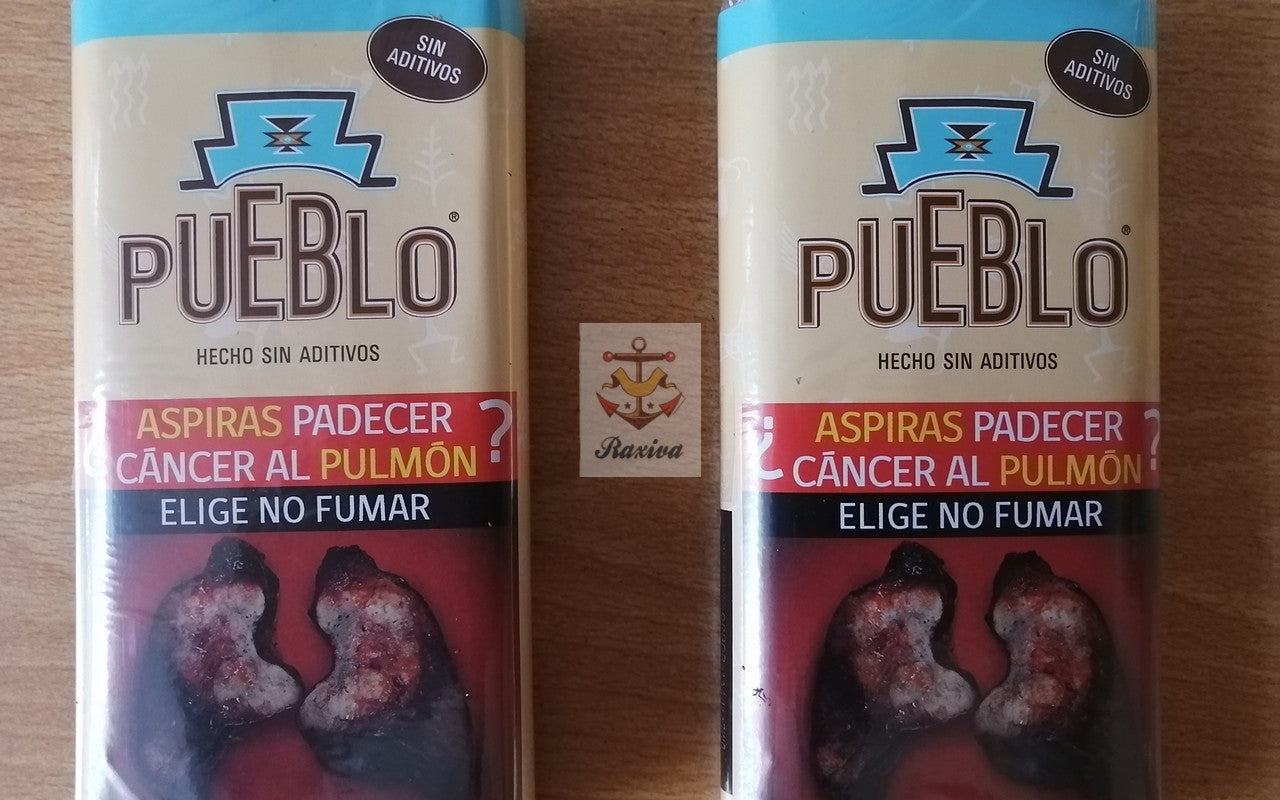 SIN
ADITIVOS
PUEBLO®
HECHO SIN ADITIVOS
¿ASPIRAS PADECER
CÁNCER AL PULMÓN?
ELIGE NO FUMAR
Raxiva
SIN
ADITIVOS
PUEBLO®
HECHO SIN ADITIVOS
¿ASPIRAS PADECER
CÁNCER AL PULMÓN?
ELIGE NO FUMAR